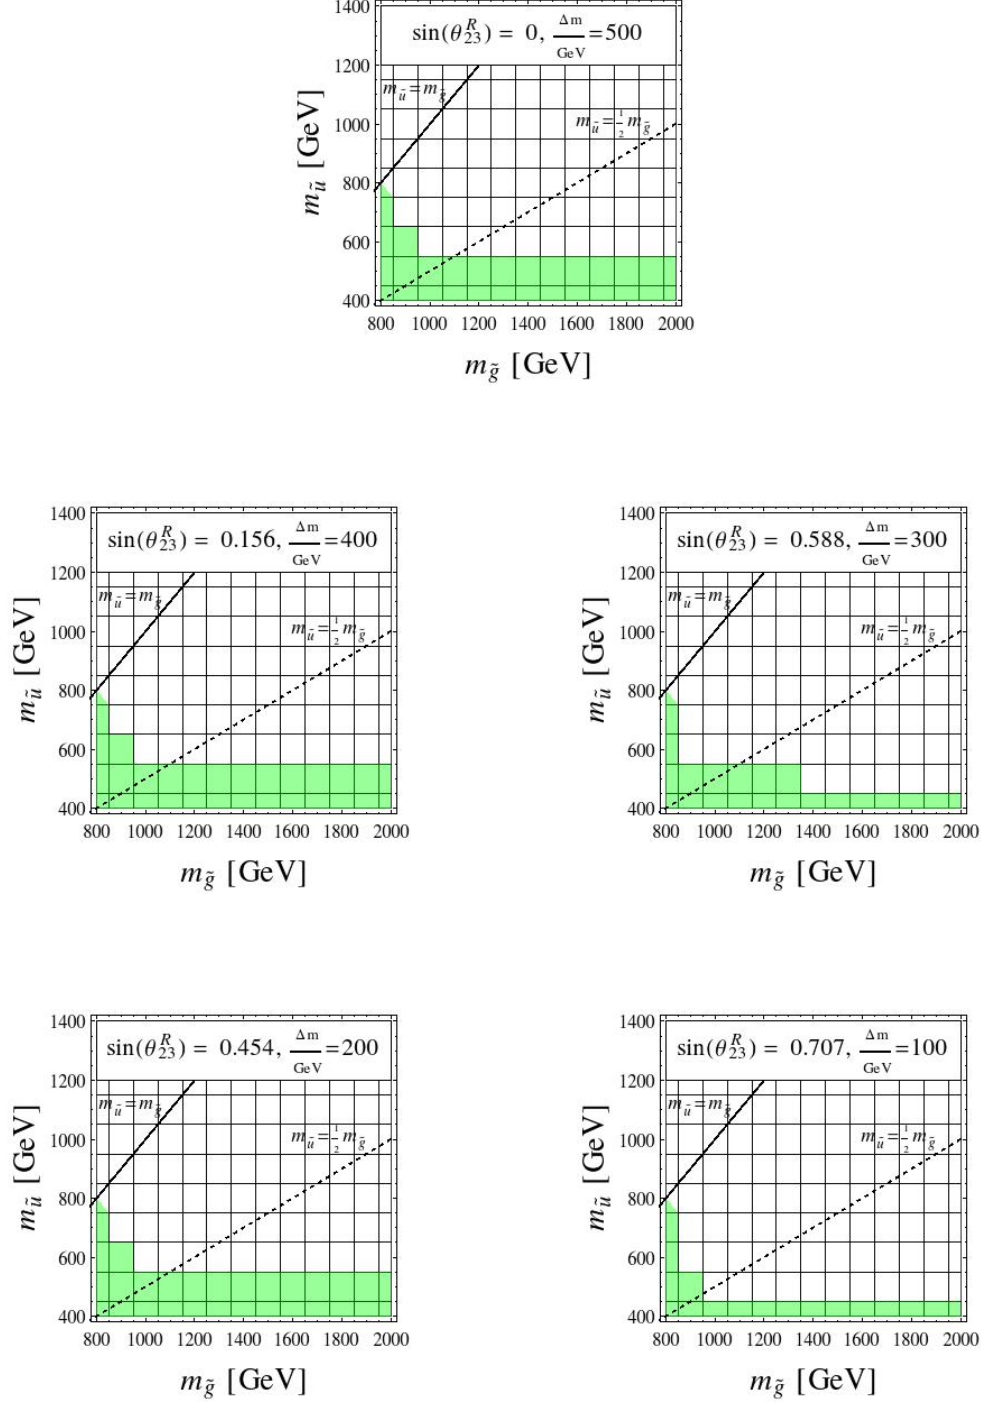 1400
sin(θ^R_23) = 0, Δm/GeV =500
1200
m_ũ=m_g̃
1000
m_ũ=1/2 m_g̃
800
600
400
m_ũ [GeV]
800 1000 1200 1400 1600 1800 2000
m_g̃ [GeV]
1400
sin(θ^R_23) = 0.156, Δm/GeV =400
1200
m_ũ=m_g̃
1000
m_ũ=1/2 m_g̃
800
600
400
m_ũ [GeV]
800 1000 1200 1400 1600 1800 2000
m_g̃ [GeV]
1400
sin(θ^R_23) = 0.588, Δm/GeV =300
1200
m_ũ=m_g̃
1000
m_ũ=1/2 m_g̃
800
600
400
m_ũ [GeV]
800 1000 1200 1400 1600 1800 2000
m_g̃ [GeV]
1400
sin(θ^R_23) = 0.454, Δm/GeV =200
1200
m_ũ=m_g̃
1000
m_ũ=1/2 m_g̃
800
600
400
m_ũ [GeV]
800 1000 1200 1400 1600 1800 2000
m_g̃ [GeV]
1400
sin(θ^R_23) = 0.707, Δm/GeV =100
1200
m_ũ=m_g̃
1000
m_ũ=1/2 m_g̃
800
600
400
m_ũ [GeV]
800 1000 1200 1400 1600 1800 2000
m_g̃ [GeV]